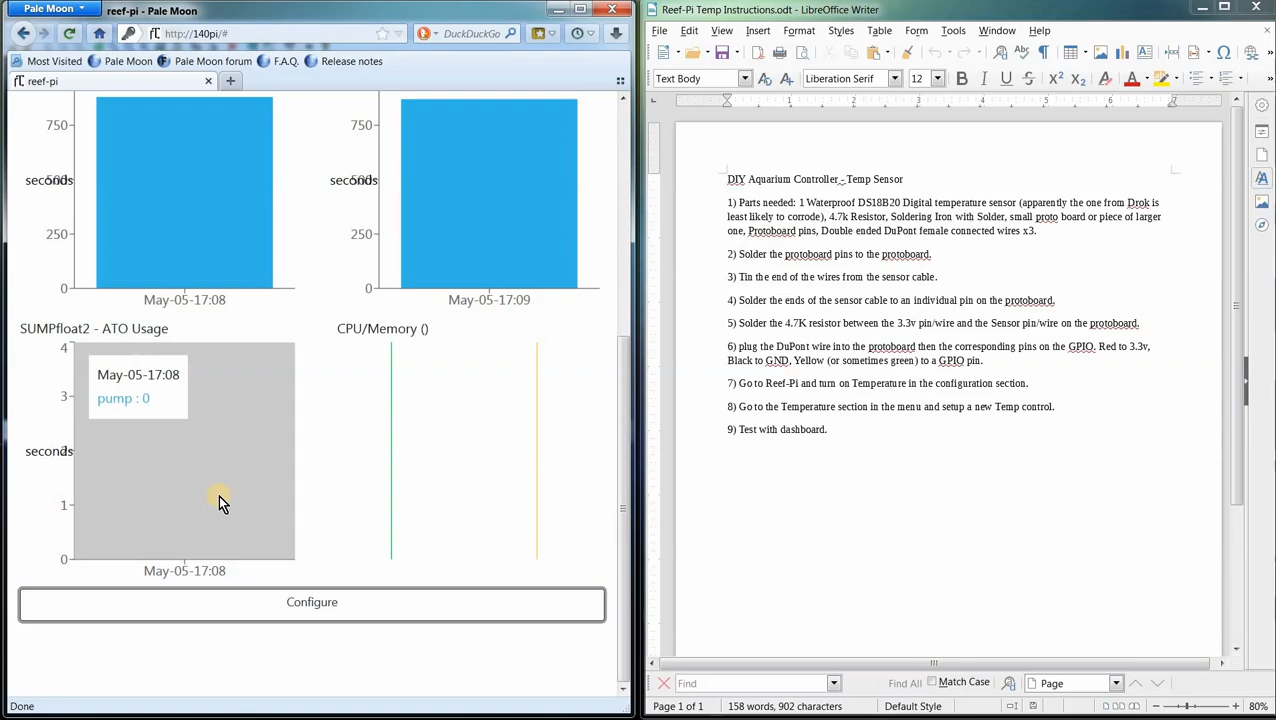 Pale Moon
reef-pi - Pale Moon
http://140pi/#
DuckDuckGo
Most Visited
Pale Moon
Pale Moon forum
F.A.Q.
Release notes
reef-pi
750
seconds
250
0
May-05-17:08
750
seconds
250
0
May-05-17:09
SUMPfloat2 - ATO Usage
4
May-05-17:08
3
pump : 0
seconds
1
0
May-05-17:08
CPU/Memory ()
Configure
Done
Reef-Pi Temp Instructions.odt - LibreOffice Writer
File Edit View Insert Format Styles Table Form Tools Window Help
Text Body
Liberation Serif
12
1 2 3 4 5 6 7
DIY Aquarium Controller - Temp Sensor
1) Parts needed: 1 Waterproof DS18B20 Digital temperature sensor (apparently the one from Drok is
least likely to corrode), 4.7k Resistor, Soldering Iron with Solder, small proto board or piece of larger
one, Protoboard pins, Double ended DuPont female connected wires x3.
2) Solder the protoboard pins to the protoboard.
3) Tin the end of the wires from the sensor cable.
4) Solder the ends of the sensor cable to an individual pin on the protoboard.
5) Solder the 4.7K resistor between the 3.3v pin/wire and the Sensor pin/wire on the protoboard.
6) plug the DuPont wire into the protoboard then the corresponding pins on the GPIO. Red to 3.3v,
Black to GND, Yellow (or sometimes green) to a GPIO pin.
7) Go to Reef-Pi and turn on Temperature in the configuration section.
8) Go to the Temperature section in the menu and setup a new Temp control.
9) Test with dashboard.
Find
Find All
Match Case
Page
Page 1 of 1
158 words, 902 characters
Default Style
80%